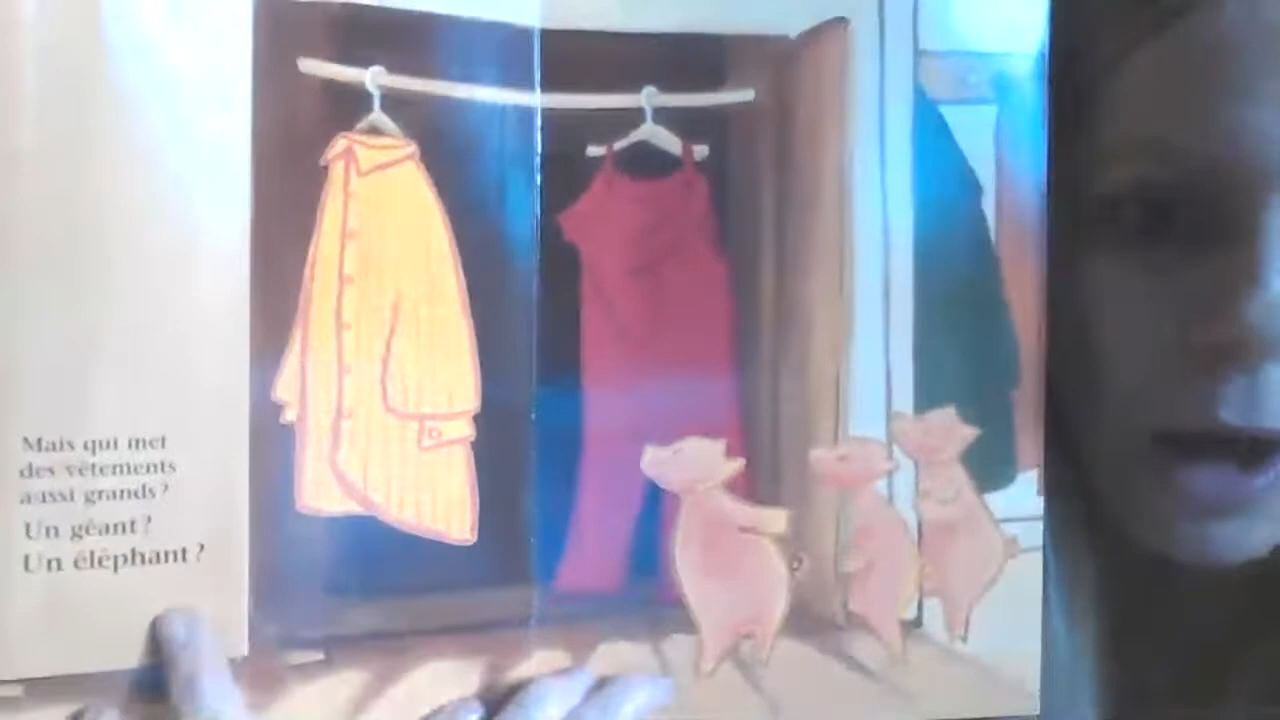 Mais qui met
des vêtements
aussi grands ?
Un géant ?
Un éléphant ?